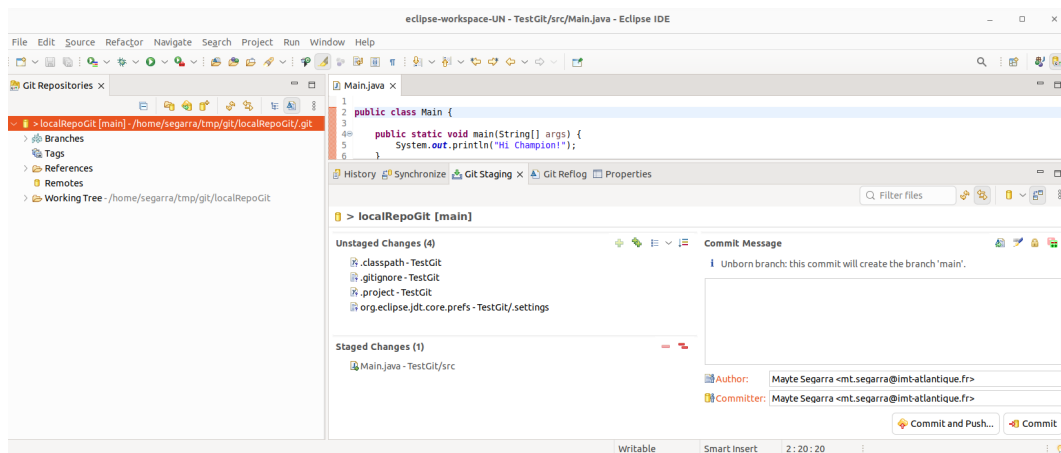 eclipse-workspace-UN - TestGit/src/Main.java - Eclipse IDE
File Edit Source Refactor Navigate Search Project Run Window Help
Git Repositories
> localRepoGit [main] - /home/segarra/tmp/git/localRepoGit/.git
Branches
Tags
References
Remotes
Working Tree - /home/segarra/tmp/git/localRepoGit
Main.java
1
2 public class Main {
3
4 public static void main(String[] args) {
5 System.out.println("Hi Champion!");
6 }
History Synchronize Git Staging Git Reflog Properties
Filter files
> localRepoGit [main]
Unstaged Changes (4)
.classpath - TestGit
.gitignore - TestGit
.project - TestGit
org.eclipse.jdt.core.prefs - TestGit/.settings
Staged Changes (1)
Main.java - TestGit/src
Commit Message
Unborn branch: this commit will create the branch 'main'.
Author: Mayte Segarra <mt.segarra@imt-atlantique.fr>
Committer: Mayte Segarra <mt.segarra@imt-atlantique.fr>
Commit and Push... Commit
Writable Smart Insert 2 : 20 : 20